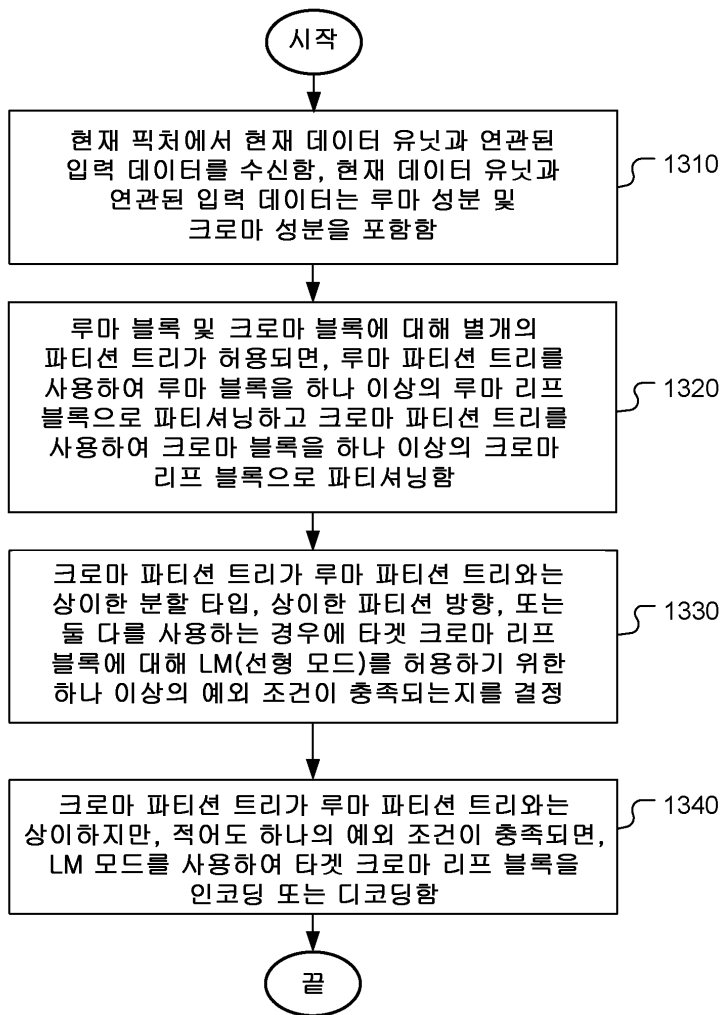 시작
현재 픽처에서 현재 데이터 유닛과 연관된
입력 데이터를 수신함, 현재 데이터 유닛과
연관된 입력 데이터는 루마 성분 및
크로마 성분을 포함함
1310
루마 블록 및 크로마 블록에 대해 별개의
파티션 트리가 허용되면, 루마 파티션 트리를
사용하여 루마 블록을 하나 이상의 루마 리프
블록으로 파티셔닝하고 크로마 파티션 트리를
사용하여 크로마 블록을 하나 이상의 크로마
리프 블록으로 파티셔닝함
1320
크로마 파티션 트리가 루마 파티션 트리와는
상이한 분할 타입, 상이한 파티션 방향, 또는
둘 다를 사용하는 경우에 타겟 크로마 리프
블록에 대해 LM(선형 모드)를 허용하기 위한
하나 이상의 예외 조건이 충족되는지를 결정
1330
크로마 파티션 트리가 루마 파티션 트리와는
상이하지만, 적어도 하나의 예외 조건이 충족되면,
LM 모드를 사용하여 타겟 크로마 리프 블록을
인코딩 또는 디코딩함
1340
끝